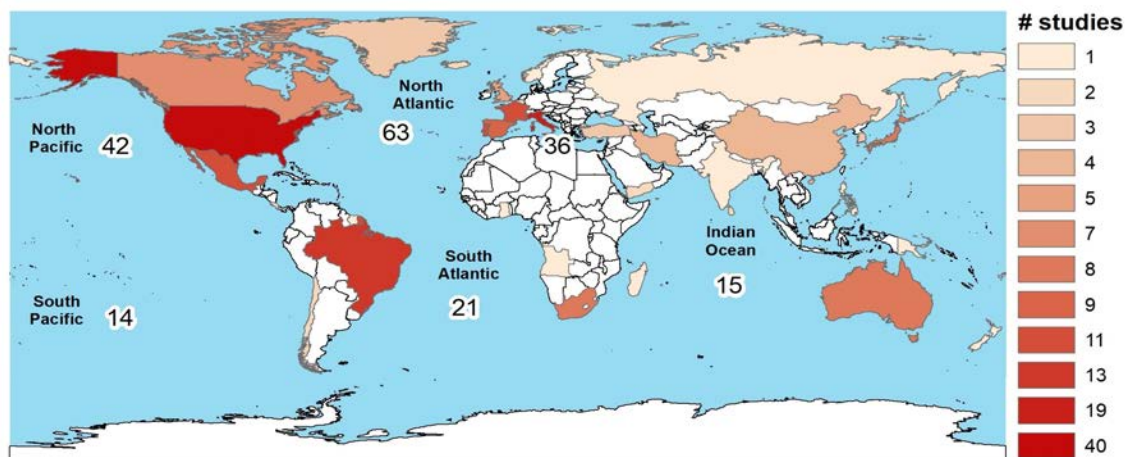 # studies
1
2
3
4
5
7
8
9
11
13
19
40
North
Atlantic
63
North
Pacific
42
36
Indian
Ocean
15
South
Atlantic
21
South
Pacific
14